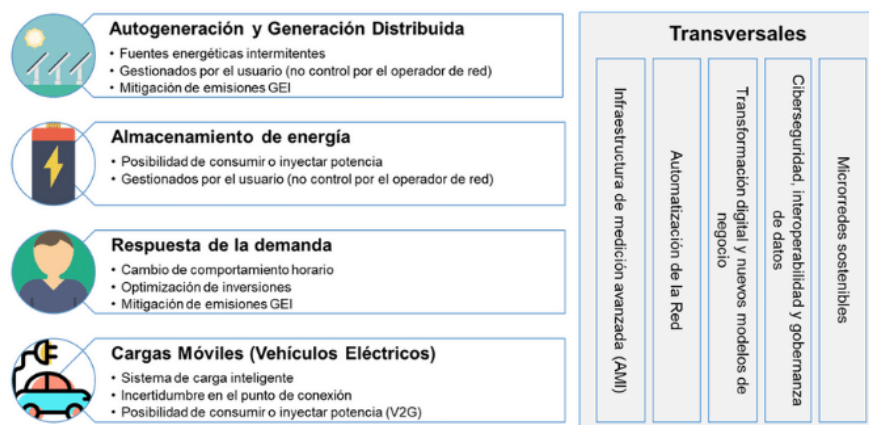 Autogeneración y Generación Distribuida
• Fuentes energéticas intermitentes
• Gestionados por el usuario (no control por el operador de red)
• Mitigación de emisiones GEI
Almacenamiento de energía
• Posibilidad de consumir o inyectar potencia
• Gestionados por el usuario (no control por el operador de red)
Respuesta de la demanda
• Cambio de comportamiento horario
• Optimización de inversiones
• Mitigación de emisiones GEI
Cargas Móviles (Vehículos Eléctricos)
• Sistema de carga inteligente
• Incertidumbre en el punto de conexión
• Posibilidad de consumir o inyectar potencia (V2G)
Transversales
Infraestructura de medición avanzada (AMI)
Automatización de la Red
Transformación digital y nuevos modelos de
negocio
Ciberseguridad, interoperabilidad y gobernanza
de datos
Microrredes sostenibles